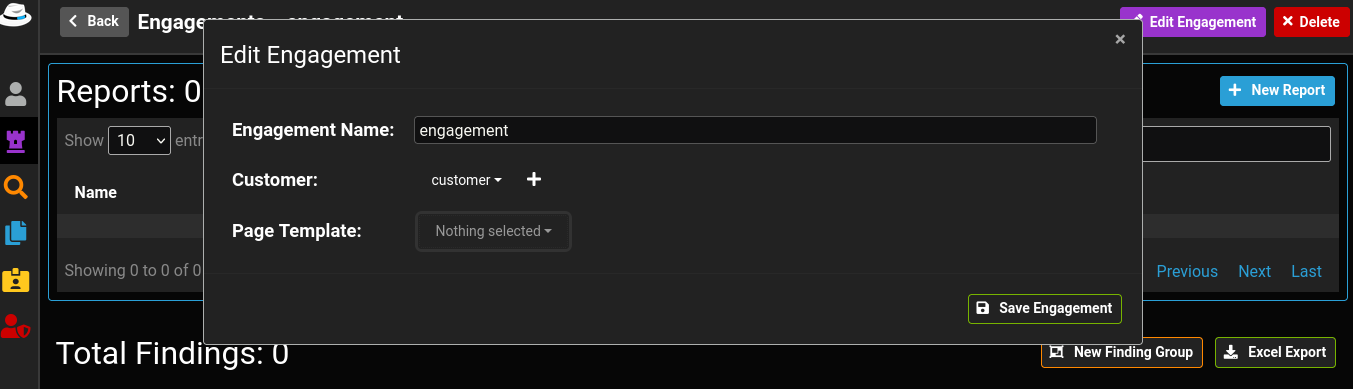 Back
Edit Engagement
Delete
Edit Engagement
×
Reports: 0
New Report
Engagement Name: engagement
Show 10
Customer: customer
Name
Page Template: Nothing selected
Showing 0 to 0 of 0
Previous Next Last
Save Engagement
Total Findings: 0
New Finding Group
Excel Export